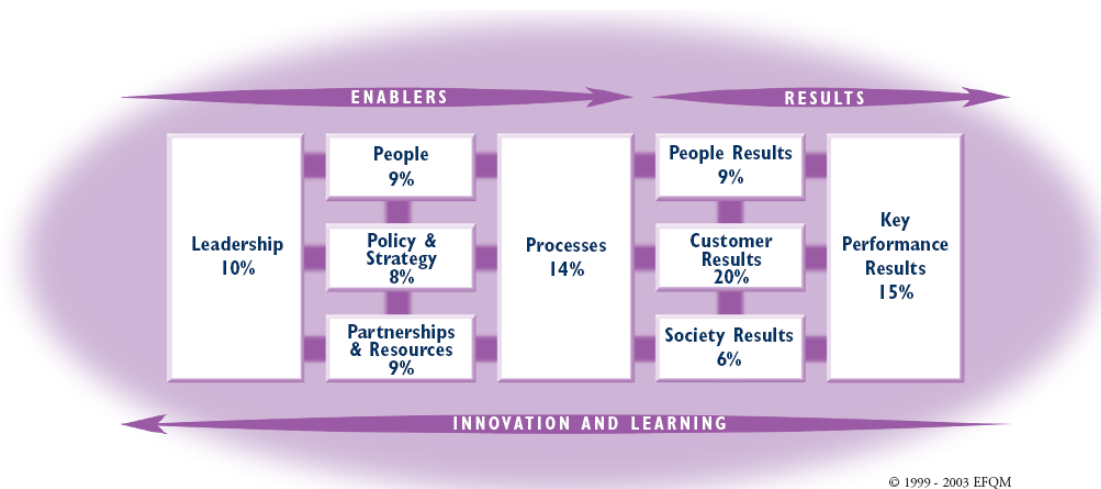 ENABLERS
RESULTS
Leadership
10%
People
9%
Policy &
Strategy
8%
Partnerships
& Resources
9%
Processes
14%
People Results
9%
Customer
Results
20%
Society Results
6%
Key
Performance
Results
15%
INNOVATION AND LEARNING
© 1999 - 2003 EFQM